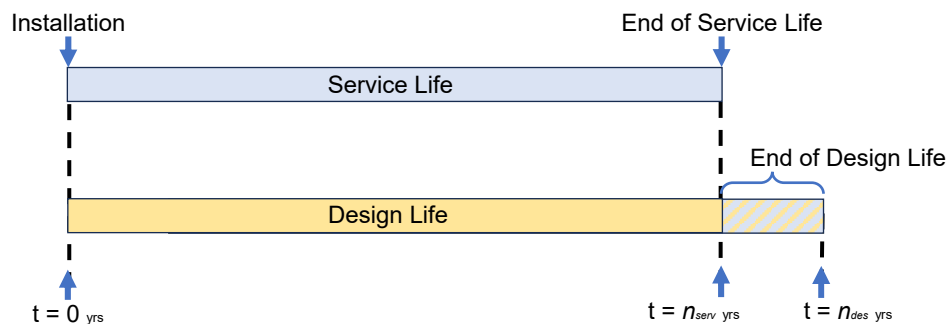 Installation
End of Service Life
Service Life
End of Design Life
Design Life
t = 0 yrs
t = nserv yrs
t = ndes yrs